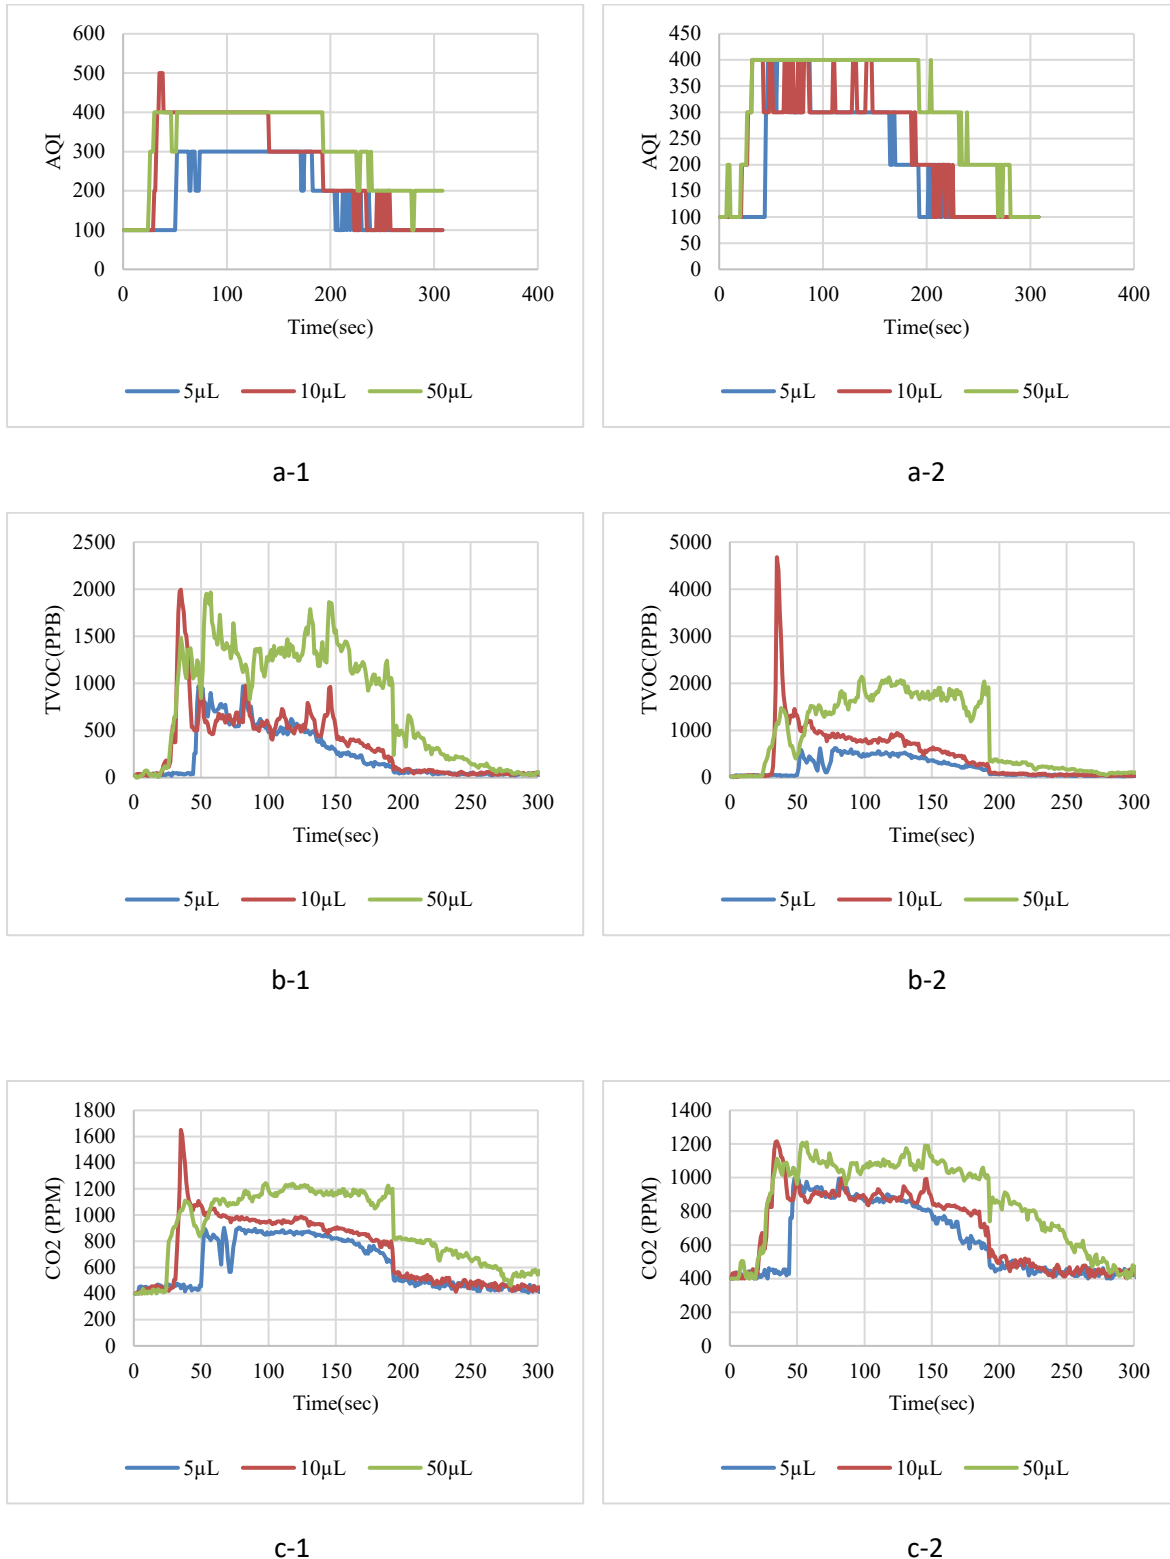 600
500
400
300
200
100
0
AQI
0 100 200 300 400
Time(sec)
5µL 10µL 50µL
a-1
450
400
350
300
250
200
150
100
50
0
AQI
0 100 200 300 400
Time(sec)
5µL 10µL 50µL
a-2
2500
2000
1500
1000
500
0
TVOC(PPB)
0 50 100 150 200 250 300
Time(sec)
5µL 10µL 50µL
b-1
5000
4000
3000
2000
1000
0
TVOC(PPB)
0 50 100 150 200 250 300
Time(sec)
5µL 10µL 50µL
b-2
1800
1600
1400
1200
1000
800
600
400
200
0
CO2 (PPM)
0 50 100 150 200 250 300
Time(sec)
5µL 10µL 50µL
c-1
1400
1200
1000
800
600
400
200
0
CO2 (PPM)
0 50 100 150 200 250 300
Time(sec)
5µL 10µL 50µL
c-2